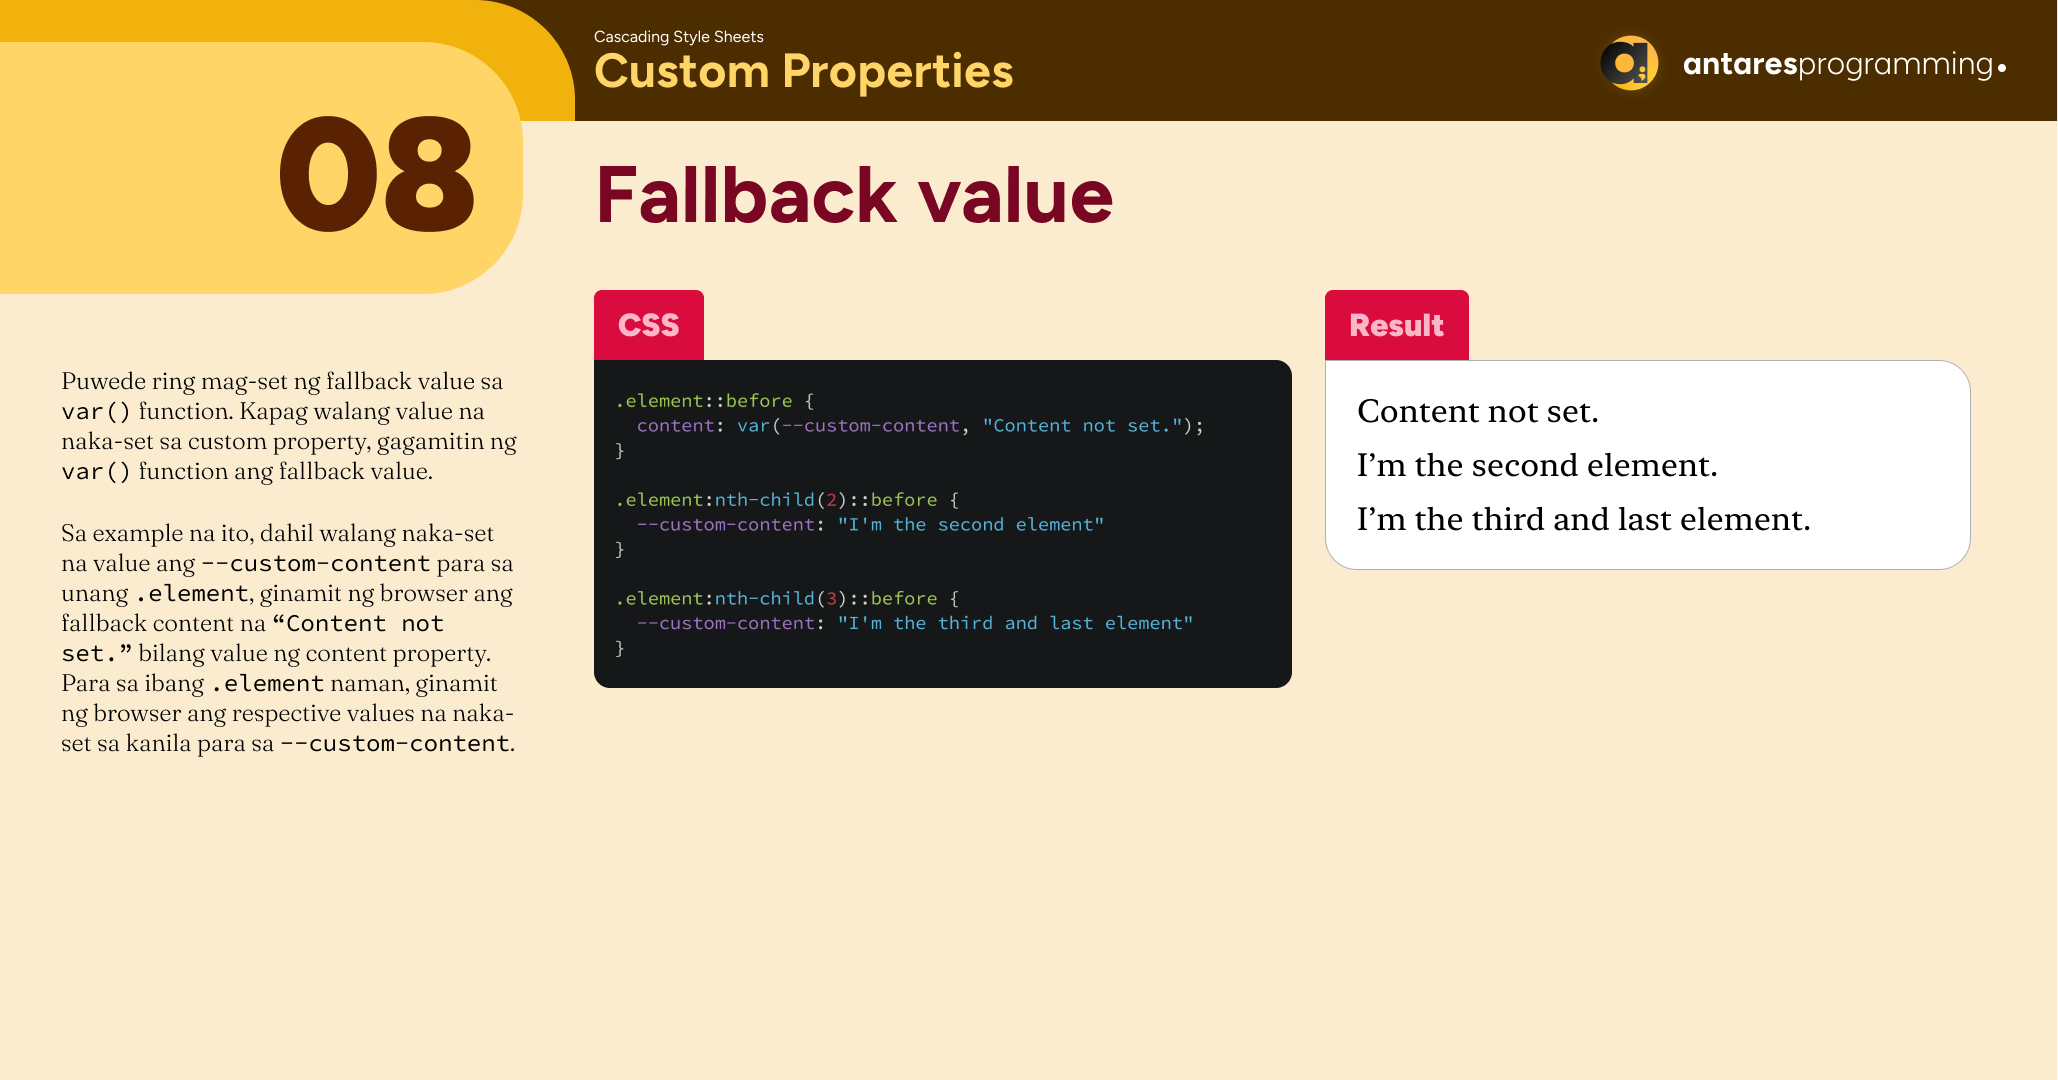 Cascading Style Sheets
Custom Properties
antaresprogramming.
08
Fallback value
Puwede ring mag-set ng fallback value sa
var() function. Kapag walang value na
naka-set sa custom property, gagamitin ng
var() function ang fallback value.
Sa example na ito, dahil walang naka-set
na value ang --custom-content para sa
unang .element, ginamit ng browser ang
fallback content na “Content not
set.” bilang value ng content property.
Para sa ibang .element naman, ginamit
ng browser ang respective values na naka-
set sa kanila para sa --custom-content.
CSS
.element::before {
  content: var(--custom-content, "Content not set.");
}
.element:nth-child(2)::before {
  --custom-content: "I'm the second element"
}
.element:nth-child(3)::before {
  --custom-content: "I'm the third and last element"
}
Result
Content not set.
I’m the second element.
I’m the third and last element.